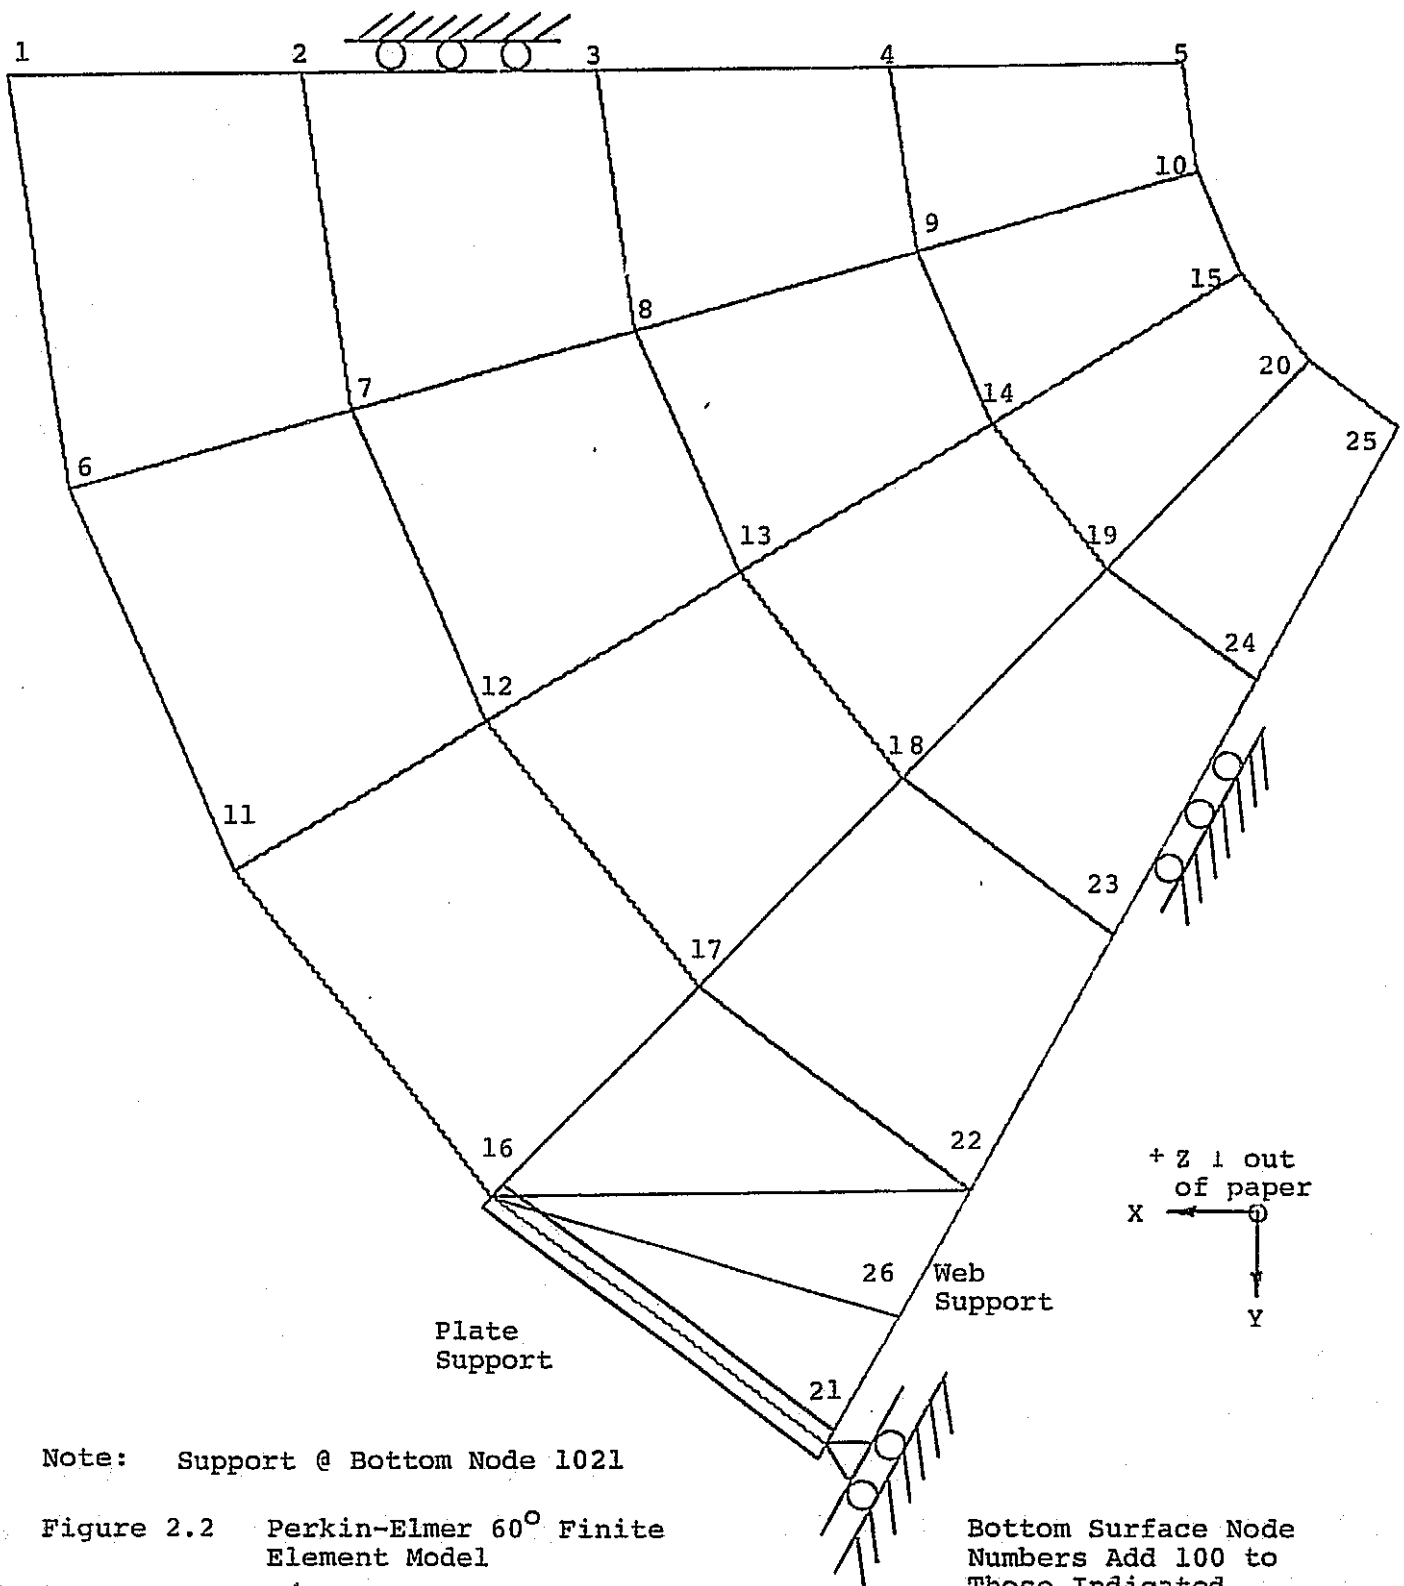 1
2
3
4
5
10
9
15
8
20
7
14
25
6
13
19
24
12
18
11
23
17
16
22
+ Z ⊥ out
of paper
X
Y
Y
26
Web
Support
Plate
Support
21
Note: Support @ Bottom Node 1021
Figure 2.2 Perkin-Elmer 60° Finite
Element Model
Bottom Surface Node
Numbers Add 100 to
Those Indicated